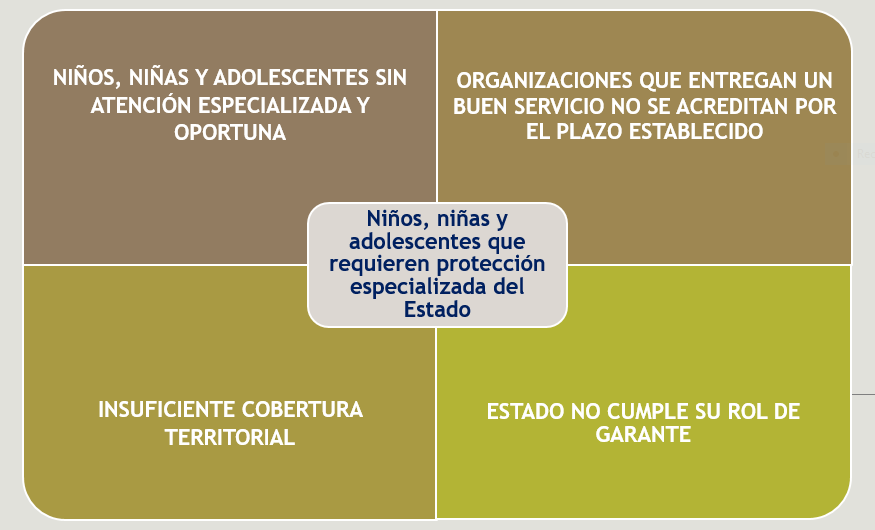 NIÑOS, NIÑAS Y ADOLESCENTES SIN
ATENCIÓN ESPECIALIZADA Y
OPORTUNA
ORGANIZACIONES QUE ENTREGAN UN
BUEN SERVICIO NO SE ACREDITAN POR
EL PLAZO ESTABLECIDO
Niños, niñas y
adolescentes que
requieren protección
especializada del
Estado
INSUFICIENTE COBERTURA
TERRITORIAL
ESTADO NO CUMPLE SU ROL DE
GARANTE